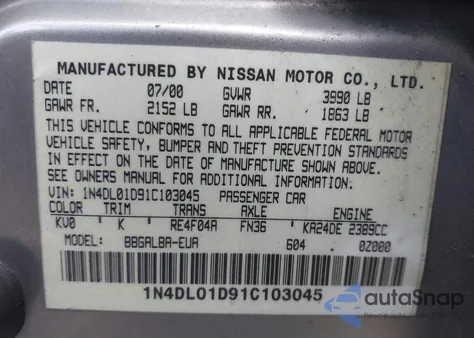 MANUFACTURED BY NISSAN MOTOR CO., LTD.
DATE 07/00 GVWR 3990 LB
GAWR FR. 2152 LB GAWR RR. 1863 LB
THIS VEHICLE CONFORMS TO ALL APPLICABLE FEDERAL MOTOR
VEHICLE SAFETY, BUMPER AND THEFT PREVENTION STANDARDS
IN EFFECT ON THE DATE OF MANUFACTURE SHOWN ABOVE.
SEE OWNERS MANUAL FOR ADDITIONAL INFORMATION.
VIN: 1N4DL01D91C103045 PASSENGER CAR
COLOR TRIM TRANS AXLE ENGINE
KV0 K RE4F04A FN36 KA24DE 2389CC
MODEL: BBGALBA-EUA 604 0Z000
1N4DL01D91C103045
autoSnap